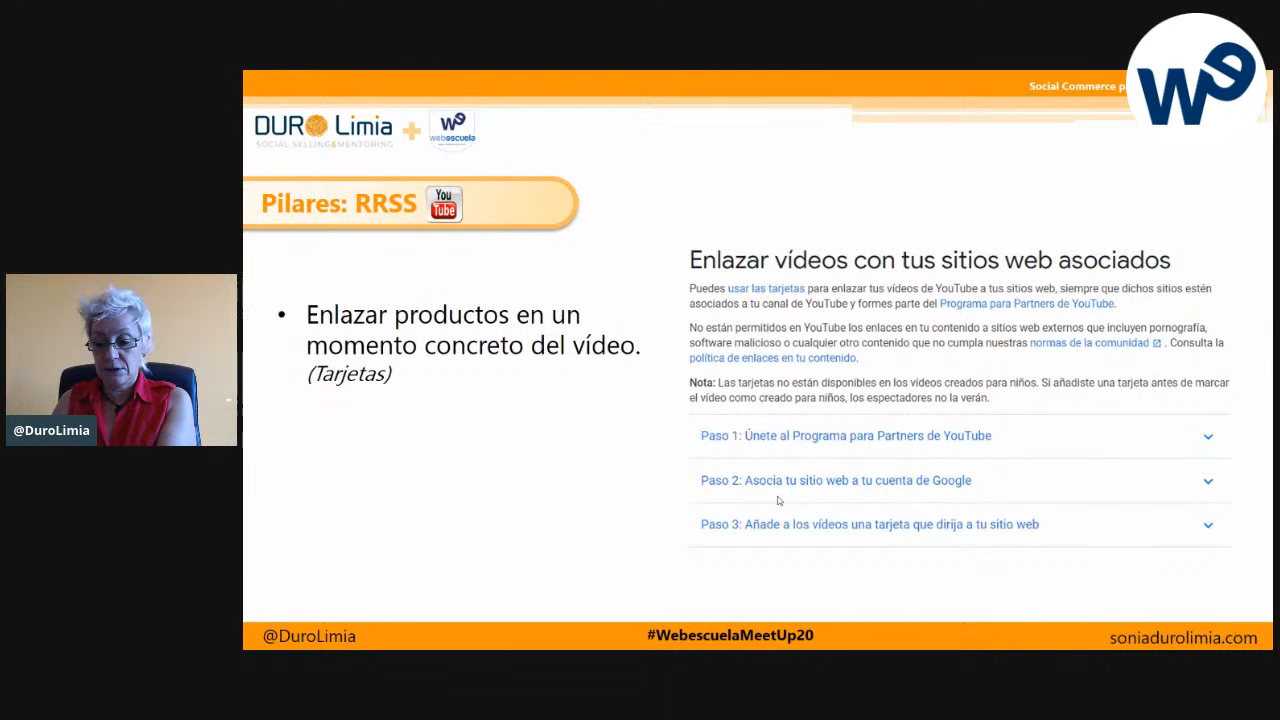 Social Commerce p
We
DURO Limia
SOCIAL SELLING&MENTORING
+
We
webescuela
Pilares: RRSS
You
Tube
• Enlazar productos en un
momento concreto del vídeo.
(Tarjetas)
Enlazar vídeos con tus sitios web asociados
Puedes usar las tarjetas para enlazar tus vídeos de YouTube a tus sitios web, siempre que dichos sitios estén
asociados a tu canal de YouTube y formes parte del Programa para Partners de YouTube.
No están permitidos en YouTube los enlaces en tu contenido a sitios web externos que incluyen pornografía,
software malicioso o cualquier otro contenido que no cumpla nuestras normas de la comunidad . Consulta la
política de enlaces en tu contenido.
Nota: Las tarjetas no están disponibles en los vídeos creados para niños. Si añadiste una tarjeta antes de marcar
el vídeo como creado para niños, los espectadores no la verán.
Paso 1: Únete al Programa para Partners de YouTube
Paso 2: Asocia tu sitio web a tu cuenta de Google
Paso 3: Añade a los vídeos una tarjeta que dirija a tu sitio web
@DuroLimia
@DuroLimia
#WebescuelaMeetUp20
soniadurolimia.com